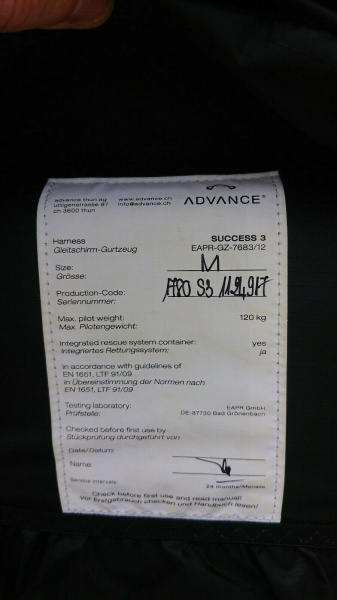 advance thun ag www.advance.ch
uttigenstrasse 87 info@advance.ch ADVANCE
ch 3600 thun
Harness SUCCESS 3
Gleitschirm-Gurtzeug EAPR-GZ-7683/12
Size: M
Grösse:
Production-Code: S3
Seriennummer:
Max. pilot weight: 120 kg
Max. Pilotengewicht:
Integrated rescue system container: yes
Integriertes Rettungssystem: ja
in accordance with guidelines of
EN 1651, LTF 91/09
in Übereinstimmung der Normen nach
EN 1651, LTF 91/09
Testing laboratory: EAPR GmbH
Prüfstelle: DE-87730 Bad Grönenbach
Checked before first use by
Stückprüfung durchgeführt von
Date/Datum:
Name:
Service intervals: 24 months/Monate
Check before first use and read manual!
Vor Erstgebrauch checken und Handbuch lesen!